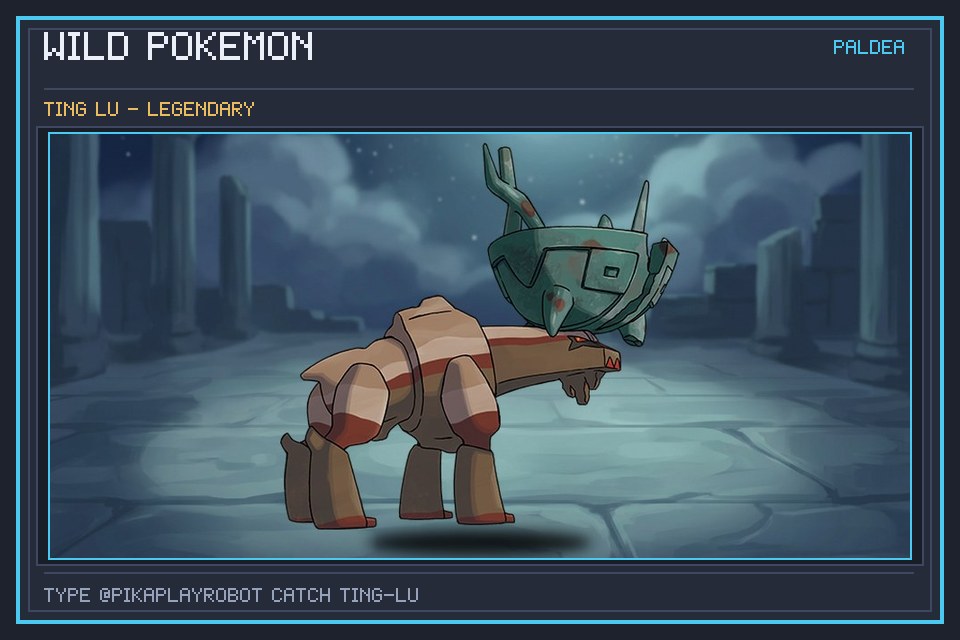 WILD POKEMON
PALDEA
TING LU - LEGENDARY
TYPE @PIKAPLAYROBOT CATCH TING-LU